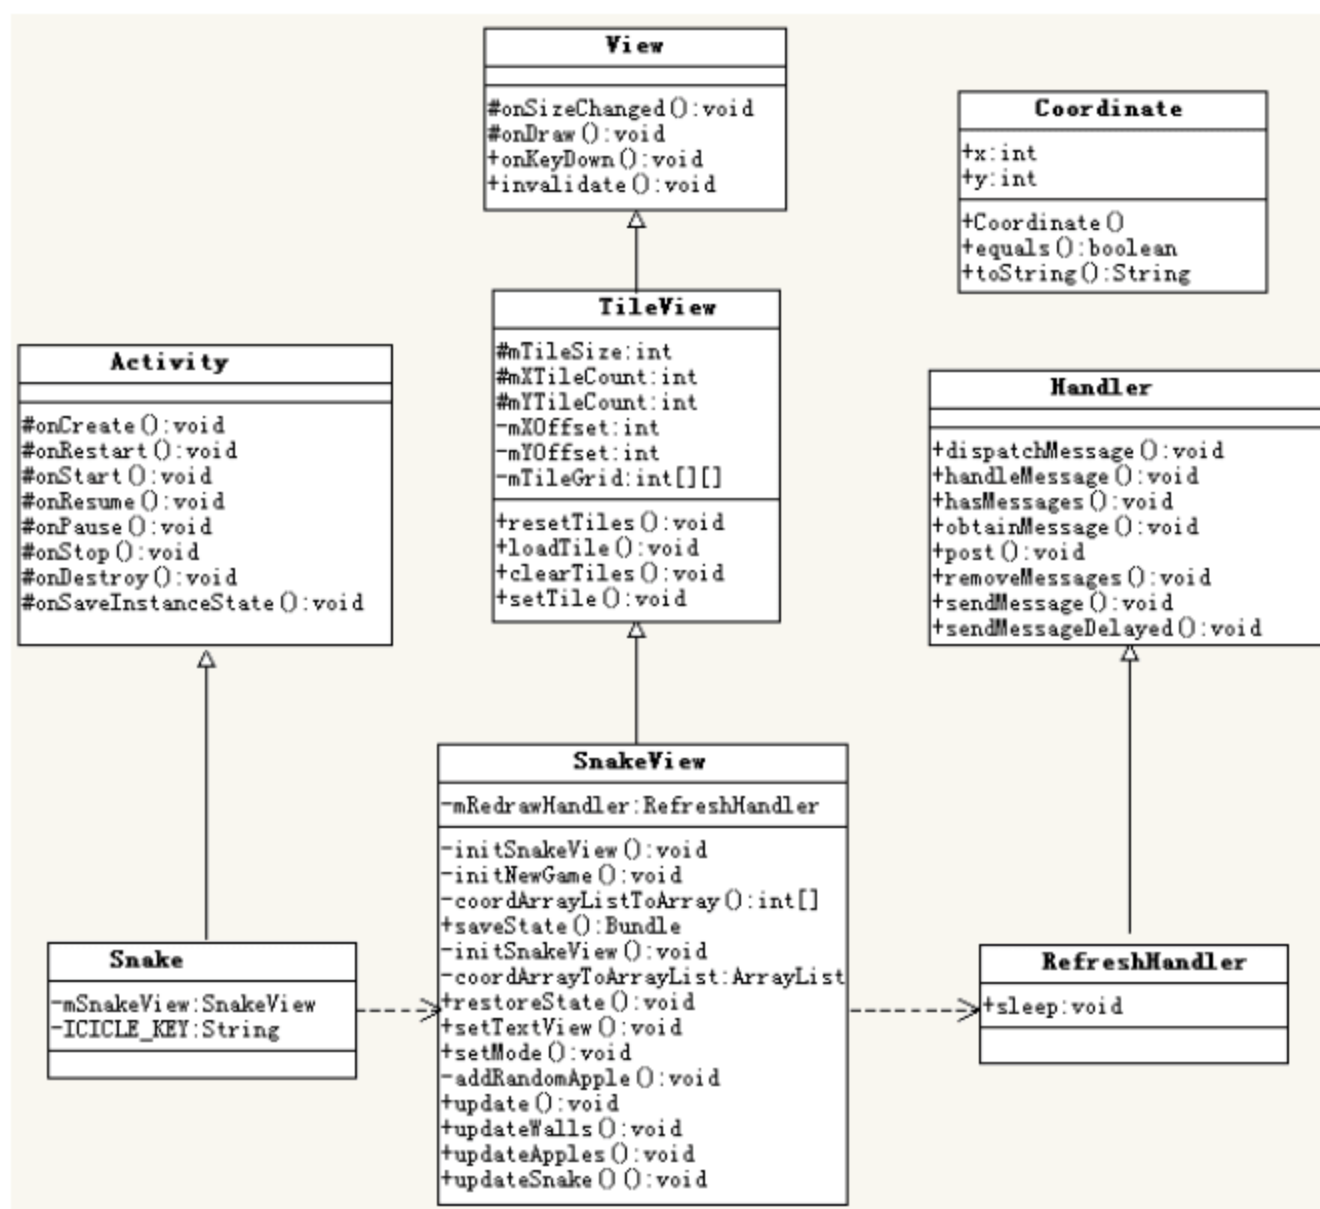 View
#onSizeChanged():void
#onDraw():void
+onKeyDown():void
+invalidate():void
Coordinate
+x:int
+y:int
+Coordinate()
+equals():boolean
+toString():String
TileView
#mTileSize:int
#mXTileCount:int
#mYTileCount:int
-mXOffset:int
-mYOffset:int
-mTileGrid:int[][]
+resetTiles():void
+loadTile():void
+clearTiles():void
+setTile():void
Activity
#onCreate():void
#onRestart():void
#onStart():void
#onResume():void
#onPause():void
#onStop():void
#onDestroy():void
#onSaveInstanceState():void
Handler
+dispatchMessage():void
+handleMessage():void
+hasMessages():void
+obtainMessage():void
+post():void
+removeMessages():void
+sendMessage():void
+sendMessageDelayed():void
SnakeView
-mRedrawHandler:RefreshHandler
-initSnakeView():void
-initNewGame():void
-coordArrayListToArray():int[]
+saveState():Bundle
-initSnakeView():void
-coordArrayToArrayList:ArrayList
+restoreState():void
+setTextView():void
+setMode():void
-addRandomApple():void
+update():void
+updateWalls():void
+updateApples():void
+updateSnake()():void
Snake
-mSnakeView:SnakeView
-ICICLE_KEY:String
RefreshHandler
+sleep:void